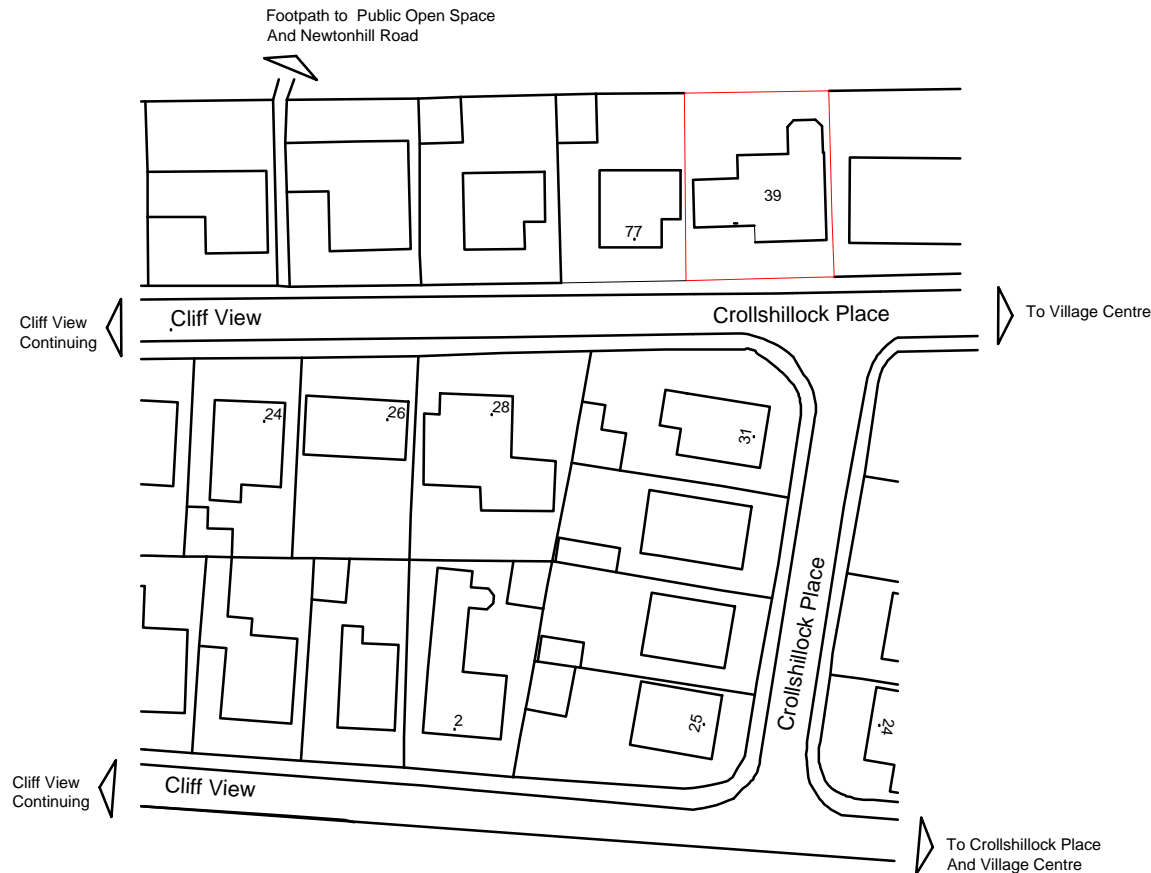 Footpath to Public Open Space
And Newtonhill Road
39
77
Cliff View
Continuing
Cliff View
Crollshillock Place
To Village Centre
24
26
28
31
Crollshillock Place
2
25
24
Cliff View
Continuing
Cliff View
To Crollshillock Place
And Village Centre